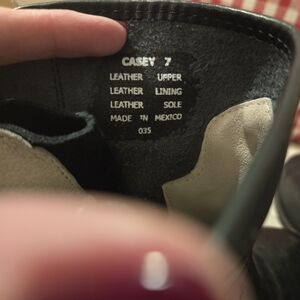 CASEY 7
LEATHER UPPER
LEATHER LINING
LEATHER SOLE
MADE IN MEXICO
035